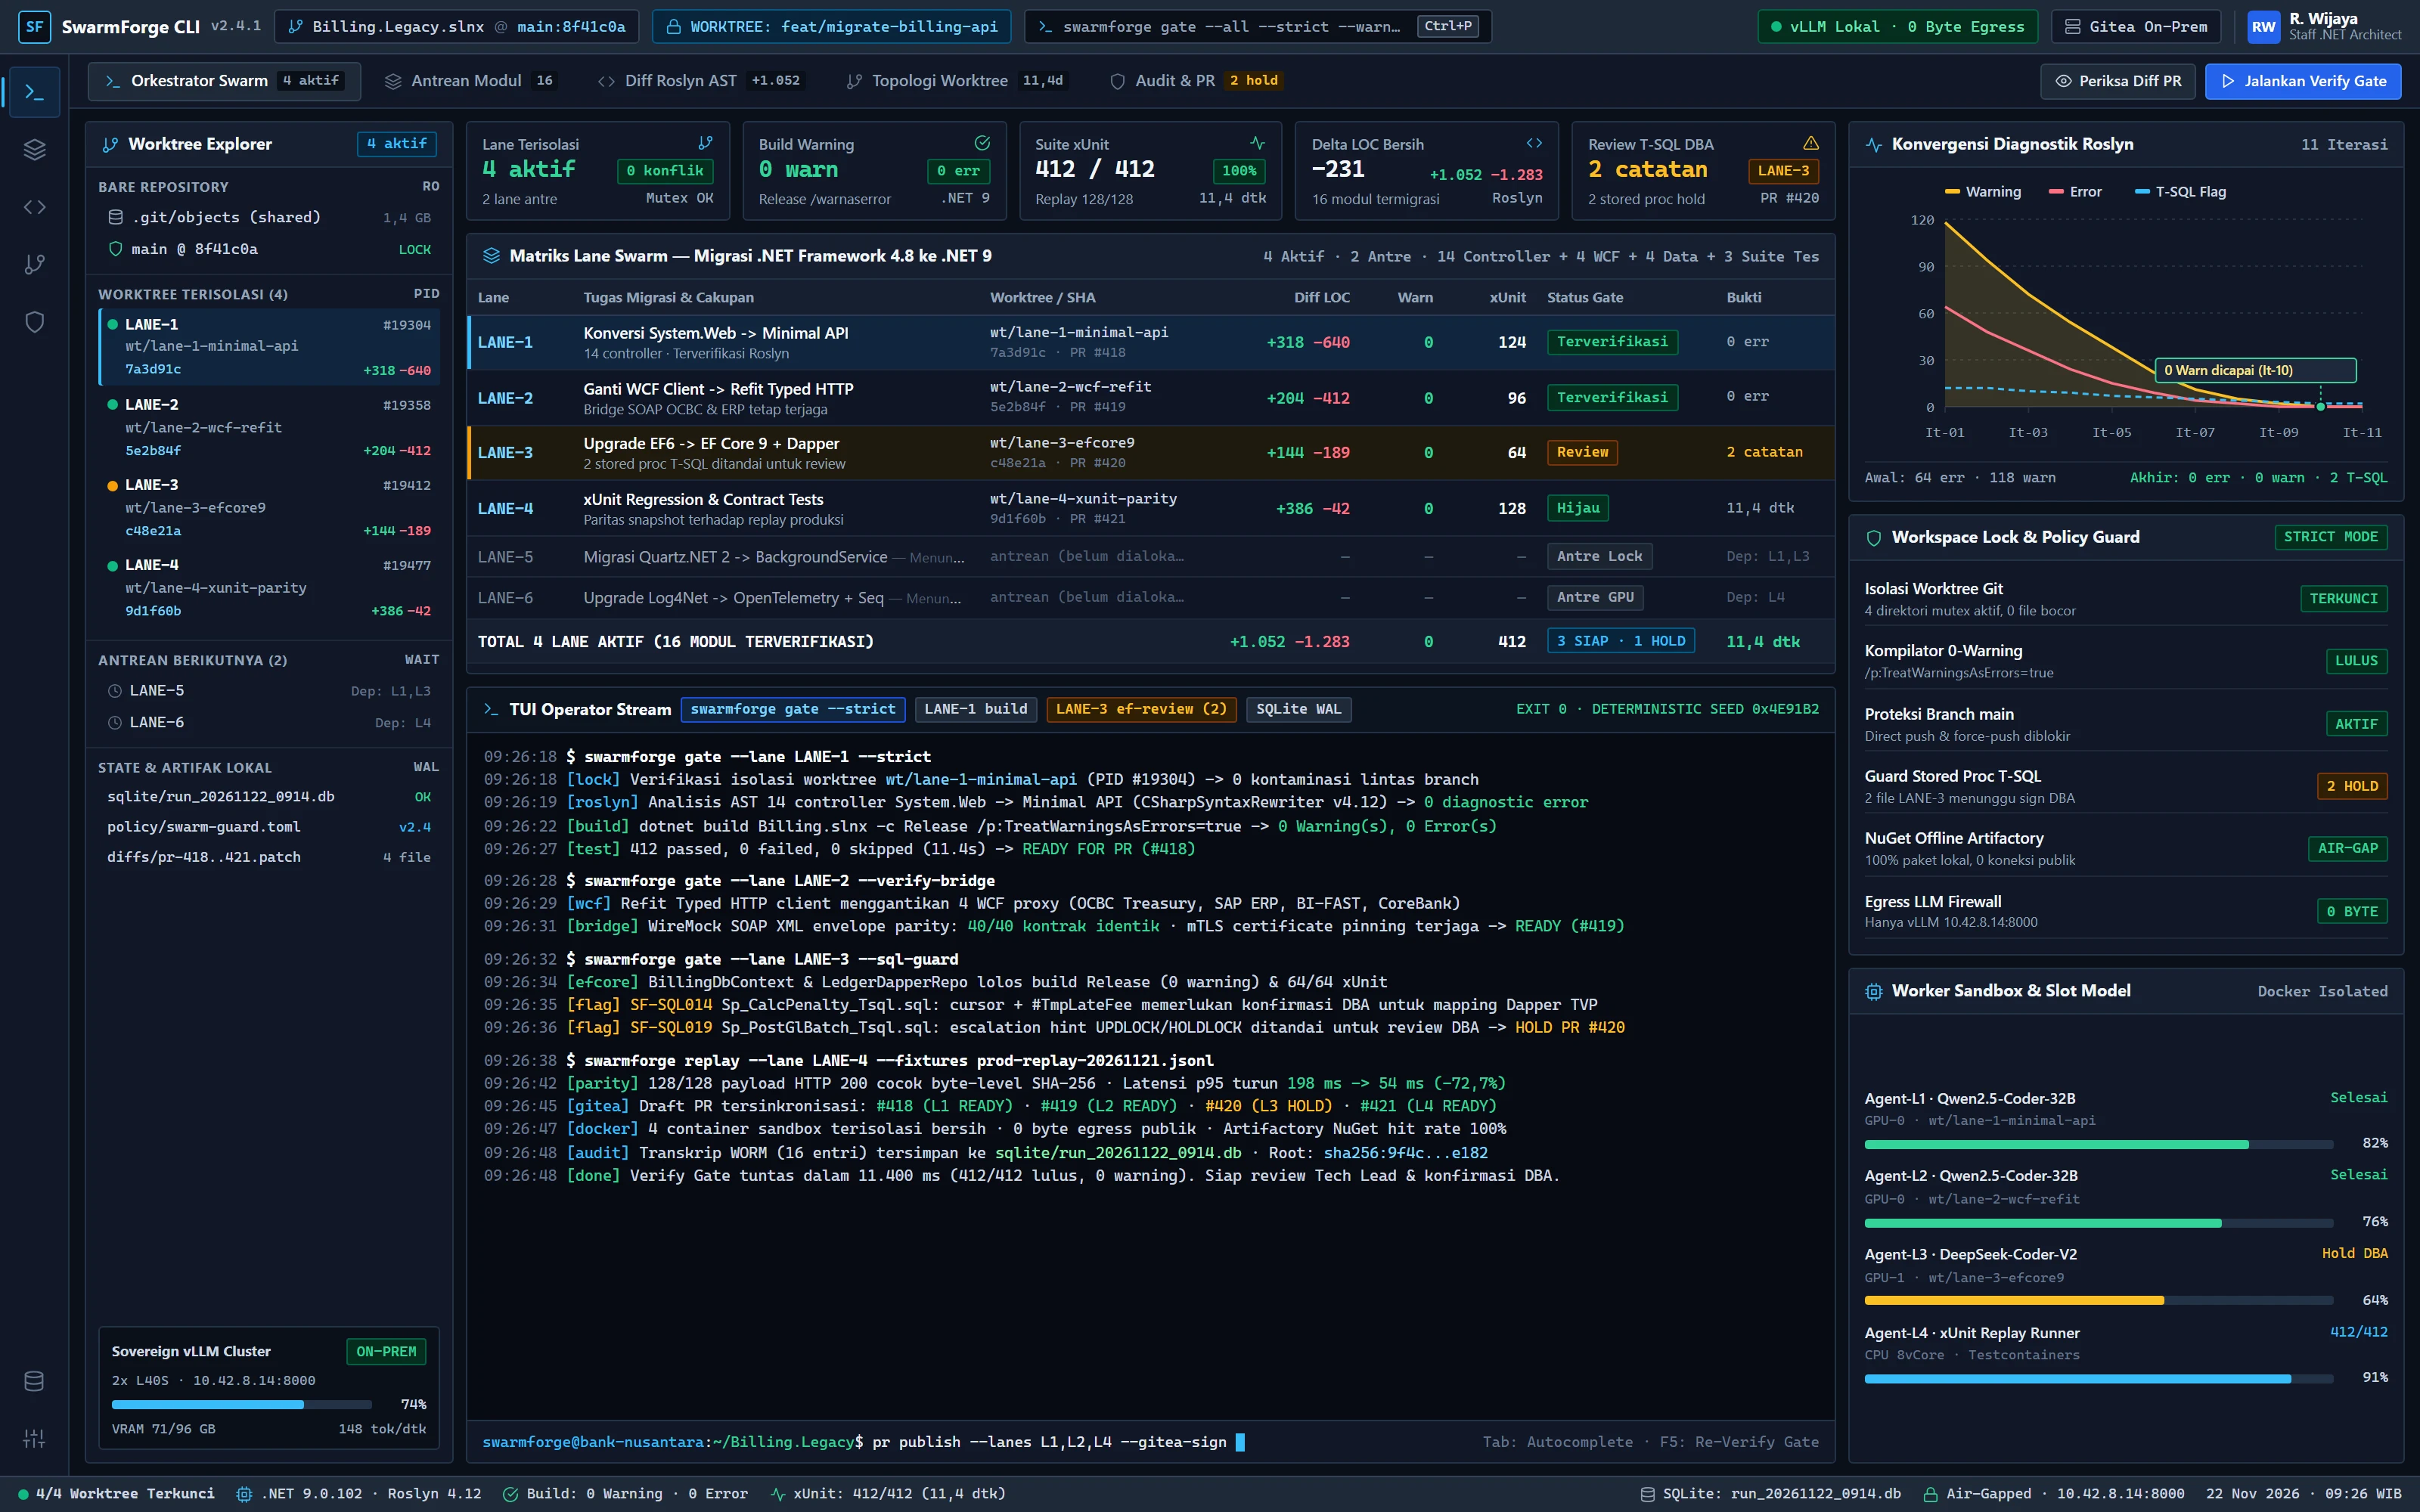 SF SwarmForge CLI v2.4.1
Billing.Legacy.slnx @ main:8f41c0a
WORKTREE: feat/migrate-billing-api
swarmforge gate --all --strict --warn… Ctrl+P
vLLM Lokal · 0 Byte Egress
Gitea On-Prem
RW R. Wijaya
Staff .NET Architect
Orkestrator Swarm 4 aktif
Antrean Modul 16
Diff Roslyn AST +1.052
Topologi Worktree 11,4d
Audit & PR 2 hold
Periksa Diff PR
Jalankan Verify Gate
Worktree Explorer 4 aktif
BARE REPOSITORY RO
.git/objects (shared) 1,4 GB
main @ 8f41c0a LOCK
WORKTREE TERISOLASI (4) PID
LANE-1 #19304
wt/lane-1-minimal-api
7a3d91c +318 −640
LANE-2 #19358
wt/lane-2-wcf-refit
5e2b84f +204 −412
LANE-3 #19412
wt/lane-3-efcore9
c48e21a +144 −189
LANE-4 #19477
wt/lane-4-xunit-parity
9d1f60b +386 −42
ANTREAN BERIKUTNYA (2) WAIT
LANE-5 Dep: L1,L3
LANE-6 Dep: L4
STATE & ARTIFAK LOKAL WAL
sqlite/run_20261122_0914.db OK
policy/swarm-guard.toml v2.4
diffs/pr-418..421.patch 4 file
Sovereign vLLM Cluster ON-PREM
2x L40S · 10.42.8.14:8000
74%
VRAM 71/96 GB 148 tok/dtk
Lane Terisolasi
4 aktif 0 konflik
2 lane antre Mutex OK
Build Warning
0 warn 0 err
Release /warnaserror .NET 9
Suite xUnit
412 / 412 100%
Replay 128/128 11,4 dtk
Delta LOC Bersih
−231 +1.052 −1.283
16 modul termigrasi Roslyn
Review T-SQL DBA
2 catatan LANE-3
2 stored proc hold PR #420
Matriks Lane Swarm — Migrasi .NET Framework 4.8 ke .NET 9
4 Aktif · 2 Antre · 14 Controller + 4 WCF + 4 Data + 3 Suite Tes
Lane Tugas Migrasi & Cakupan Worktree / SHA Diff LOC Warn xUnit Status Gate Bukti
LANE-1 Konversi System.Web -> Minimal API wt/lane-1-minimal-api +318 −640 0 124 Terverifikasi 0 err
14 controller · Terverifikasi Roslyn 7a3d91c · PR #418
LANE-2 Ganti WCF Client -> Refit Typed HTTP wt/lane-2-wcf-refit +204 −412 0 96 Terverifikasi 0 err
Bridge SOAP OCBC & ERP tetap terjaga 5e2b84f · PR #419
LANE-3 Upgrade EF6 -> EF Core 9 + Dapper wt/lane-3-efcore9 +144 −189 0 64 Review 2 catatan
2 stored proc T-SQL ditandai untuk review c48e21a · PR #420
LANE-4 xUnit Regression & Contract Tests wt/lane-4-xunit-parity +386 −42 0 128 Hijau 11,4 dtk
Paritas snapshot terhadap replay produksi 9d1f60b · PR #421
LANE-5 Migrasi Quartz.NET 2 -> BackgroundService — Menun… antrean (belum dialoka… — — — Antre Lock Dep: L1,L3
LANE-6 Upgrade Log4Net -> OpenTelemetry + Seq — Menun… antrean (belum dialoka… — — — Antre GPU Dep: L4
TOTAL 4 LANE AKTIF (16 MODUL TERVERIFIKASI) +1.052 −1.283 0 412 3 SIAP · 1 HOLD 11,4 dtk
TUI Operator Stream swarmforge gate --strict LANE-1 build LANE-3 ef-review (2) SQLite WAL
EXIT 0 · DETERMINISTIC SEED 0x4E91B2
09:26:18 $ swarmforge gate --lane LANE-1 --strict
09:26:18 [lock] Verifikasi isolasi worktree wt/lane-1-minimal-api (PID #19304) -> 0 kontaminasi lintas branch
09:26:19 [roslyn] Analisis AST 14 controller System.Web -> Minimal API (CSharpSyntaxRewriter v4.12) -> 0 diagnostic error
09:26:22 [build] dotnet build Billing.slnx -c Release /p:TreatWarningsAsErrors=true -> 0 Warning(s), 0 Error(s)
09:26:27 [test] 412 passed, 0 failed, 0 skipped (11.4s) -> READY FOR PR (#418)
09:26:28 $ swarmforge gate --lane LANE-2 --verify-bridge
09:26:29 [wcf] Refit Typed HTTP client menggantikan 4 WCF proxy (OCBC Treasury, SAP ERP, BI-FAST, CoreBank)
09:26:31 [bridge] WireMock SOAP XML envelope parity: 40/40 kontrak identik · mTLS certificate pinning terjaga -> READY (#419)
09:26:32 $ swarmforge gate --lane LANE-3 --sql-guard
09:26:34 [efcore] BillingDbContext & LedgerDapperRepo lolos build Release (0 warning) & 64/64 xUnit
09:26:35 [flag] SF-SQL014 Sp_CalcPenalty_Tsql.sql: cursor + #TmpLateFee memerlukan konfirmasi DBA untuk mapping Dapper TVP
09:26:36 [flag] SF-SQL019 Sp_PostGlBatch_Tsql.sql: escalation hint UPDLOCK/HOLDLOCK ditandai untuk review DBA -> HOLD PR #420
09:26:38 $ swarmforge replay --lane LANE-4 --fixtures prod-replay-20261121.jsonl
09:26:42 [parity] 128/128 payload HTTP 200 cocok byte-level SHA-256 · Latensi p95 turun 198 ms -> 54 ms (-72,7%)
09:26:45 [gitea] Draft PR tersinkronisasi: #418 (L1 READY) · #419 (L2 READY) · #420 (L3 HOLD) · #421 (L4 READY)
09:26:47 [docker] 4 container sandbox terisolasi bersih · 0 byte egress publik · Artifactory NuGet hit rate 100%
09:26:48 [audit] Transkrip WORM (16 entri) tersimpan ke sqlite/run_20261122_0914.db · Root: sha256:9f4c...e182
09:26:48 [done] Verify Gate tuntas dalam 11.400 ms (412/412 lulus, 0 warning). Siap review Tech Lead & konfirmasi DBA.
swarmforge@bank-nusantara:~/Billing.Legacy$ pr publish --lanes L1,L2,L4 --gitea-sign
Tab: Autocomplete · F5: Re-Verify Gate
Konvergensi Diagnostik Roslyn 11 Iterasi
Warning Error T-SQL Flag
120
90
60
30
0
0 Warn dicapai (It-10)
It-01 It-03 It-05 It-07 It-09 It-11
Awal: 64 err · 118 warn Akhir: 0 err · 0 warn · 2 T-SQL
Workspace Lock & Policy Guard STRICT MODE
Isolasi Worktree Git TERKUNCI
4 direktori mutex aktif, 0 file bocor
Kompilator 0-Warning LULUS
/p:TreatWarningsAsErrors=true
Proteksi Branch main AKTIF
Direct push & force-push diblokir
Guard Stored Proc T-SQL 2 HOLD
2 file LANE-3 menunggu sign DBA
NuGet Offline Artifactory AIR-GAP
100% paket lokal, 0 koneksi publik
Egress LLM Firewall 0 BYTE
Hanya vLLM 10.42.8.14:8000
Worker Sandbox & Slot Model Docker Isolated
Agent-L1 · Qwen2.5-Coder-32B Selesai
GPU-0 · wt/lane-1-minimal-api
82%
Agent-L2 · Qwen2.5-Coder-32B Selesai
GPU-0 · wt/lane-2-wcf-refit
76%
Agent-L3 · DeepSeek-Coder-V2 Hold DBA
GPU-1 · wt/lane-3-efcore9
64%
Agent-L4 · xUnit Replay Runner 412/412
CPU 8vCore · Testcontainers
91%
4/4 Worktree Terkunci
.NET 9.0.102 · Roslyn 4.12
Build: 0 Warning · 0 Error
xUnit: 412/412 (11,4 dtk)
SQLite: run_20261122_0914.db
Air-Gapped · 10.42.8.14:8000
22 Nov 2026 · 09:26 WIB